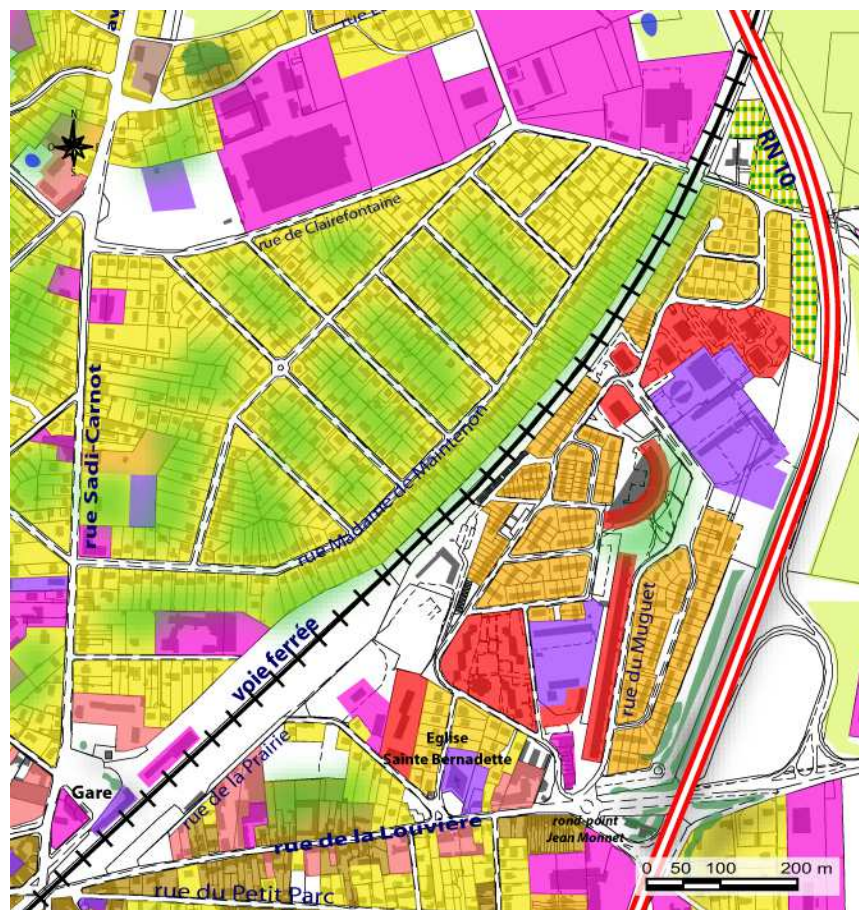 N
O
S
RN 10
rue de Clairefontaine
rue Sadi-Carnot
rue Madame de Maintenon
voie ferrée
rue du Muguet
Eglise
Sainte Bernadette
Gare
rue de la Prairie
rue de la Louvière
rond-point
Jean Monnet
rue du Petit Parc
0 50 100 200 m